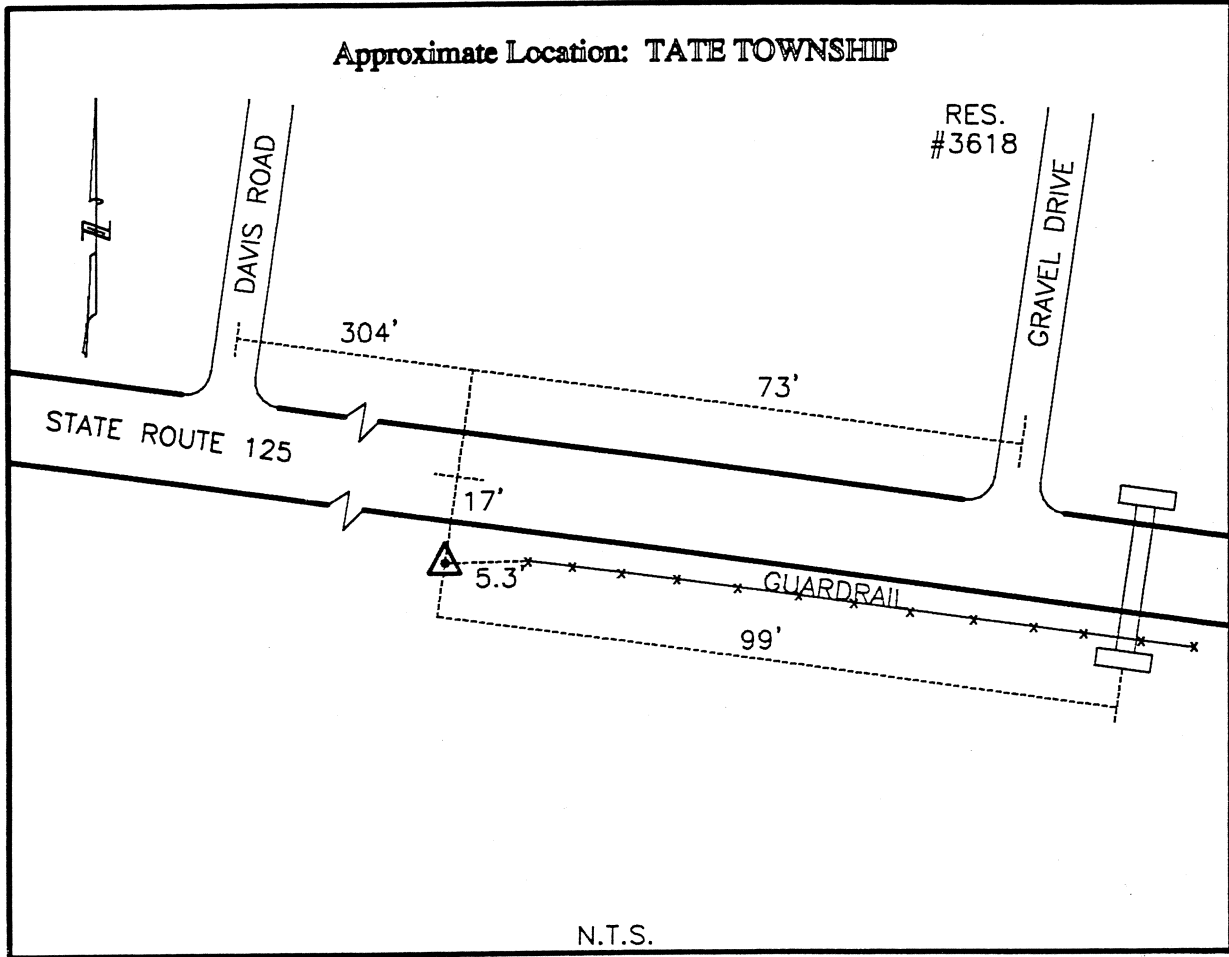 Approximate Location: TATE TOWNSHIP
RES.
#3618
DAVIS ROAD
GRAVEL DRIVE
N
304'
73'
STATE ROUTE 125
17'
5.3'
GUARDRAIL
99'
N.T.S.